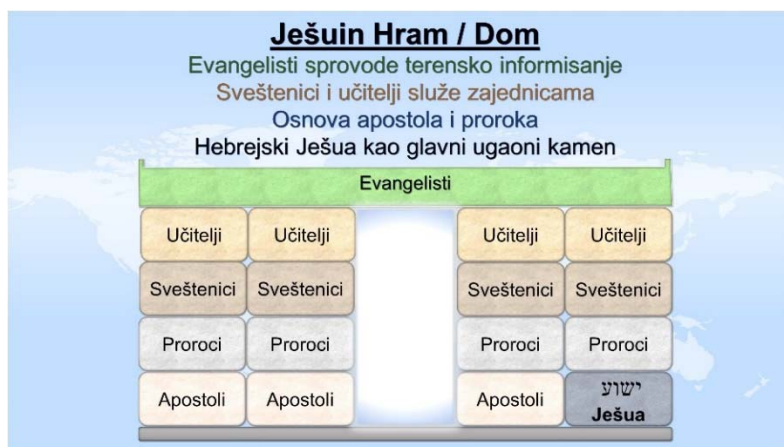 Ješuin Hram / Dom
Evangelisti sprovode terensko informisanje
Sveštenici i učitelji služe zajednicama
Osnova apostola i proroka
Hebrejski Ješua kao glavni ugaoni kamen
Evangelisti
Učitelji Učitelji Učitelji Učitelji
Sveštenici Sveštenici Sveštenici Sveštenici
Proroci Proroci Proroci Proroci
Apostoli Apostoli Apostoli ישוע
Ješua